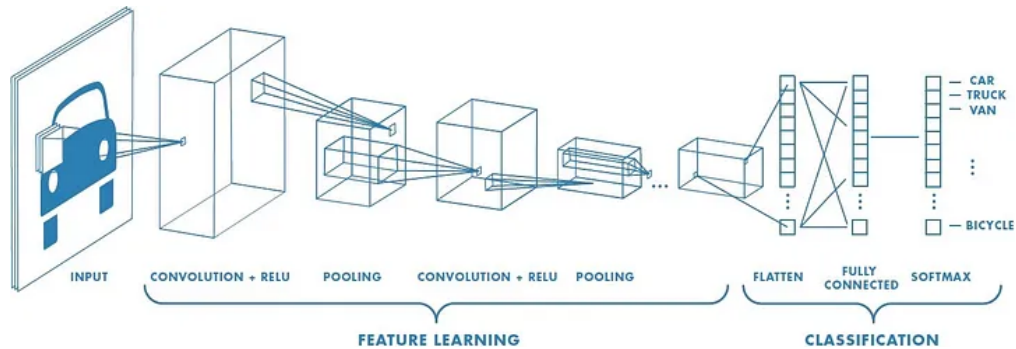 CAR
TRUCK
VAN
BICYCLE
INPUT
CONVOLUTION + RELU
POOLING
CONVOLUTION + RELU
POOLING
FLATTEN
FULLY
CONNECTED
SOFTMAX
FEATURE LEARNING
CLASSIFICATION